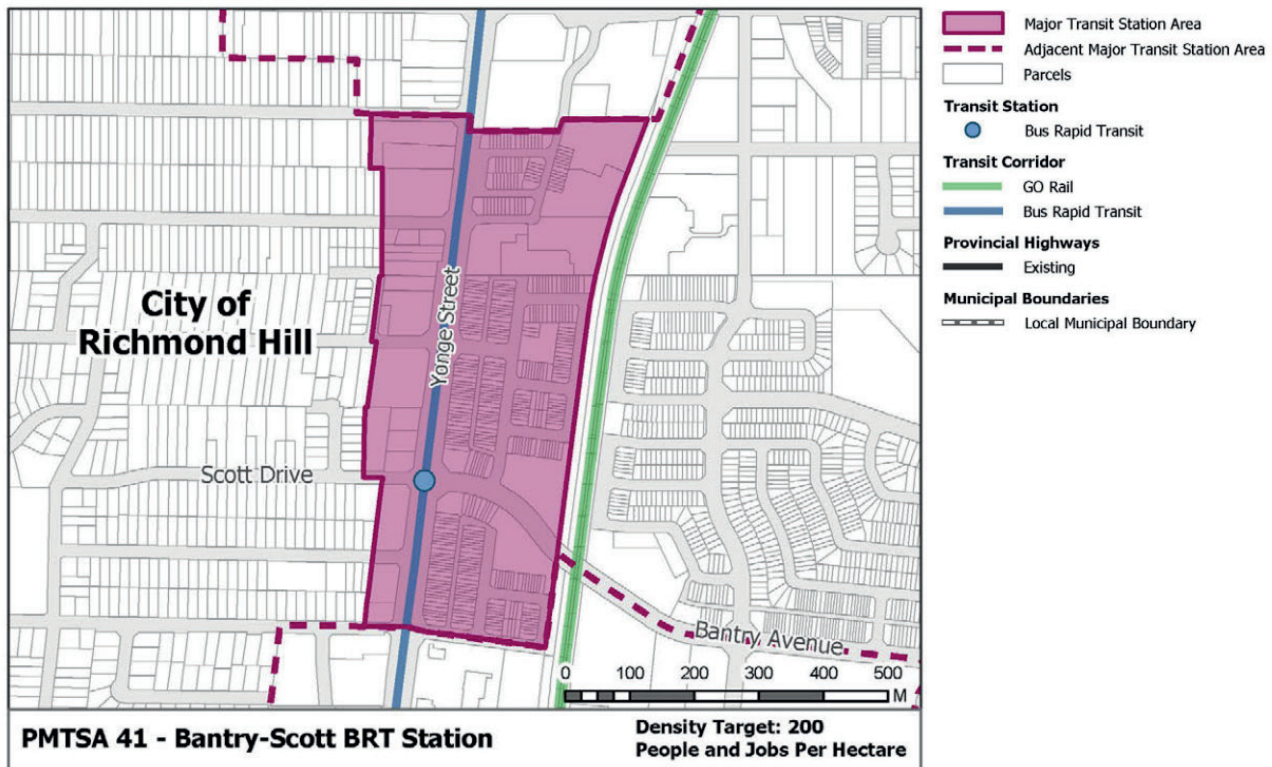 City of
Richmond Hill
Yonge Street
Scott Drive
Bantry Avenue
0 100 200 300 400 500 M
PMTSA 41 - Bantry-Scott BRT Station
Density Target: 200
People and Jobs Per Hectare
Major Transit Station Area
Adjacent Major Transit Station Area
Parcels
Transit Station
Bus Rapid Transit
Transit Corridor
GO Rail
Bus Rapid Transit
Provincial Highways
Existing
Municipal Boundaries
Local Municipal Boundary